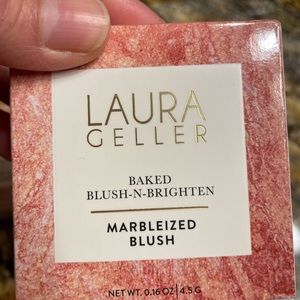 LAURA
GELLER
BAKED
BLUSH-N-BRIGHTEN
MARBLEIZED
BLUSH
NET WT. 0.16 OZ | 4.5 G